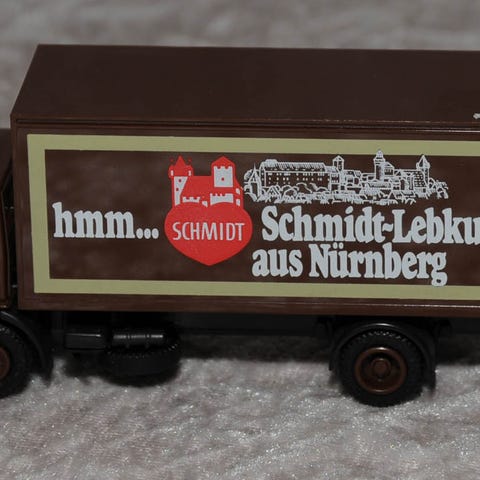 hmm... SCHMIDT Schmidt-Lebku
aus Nürnberg